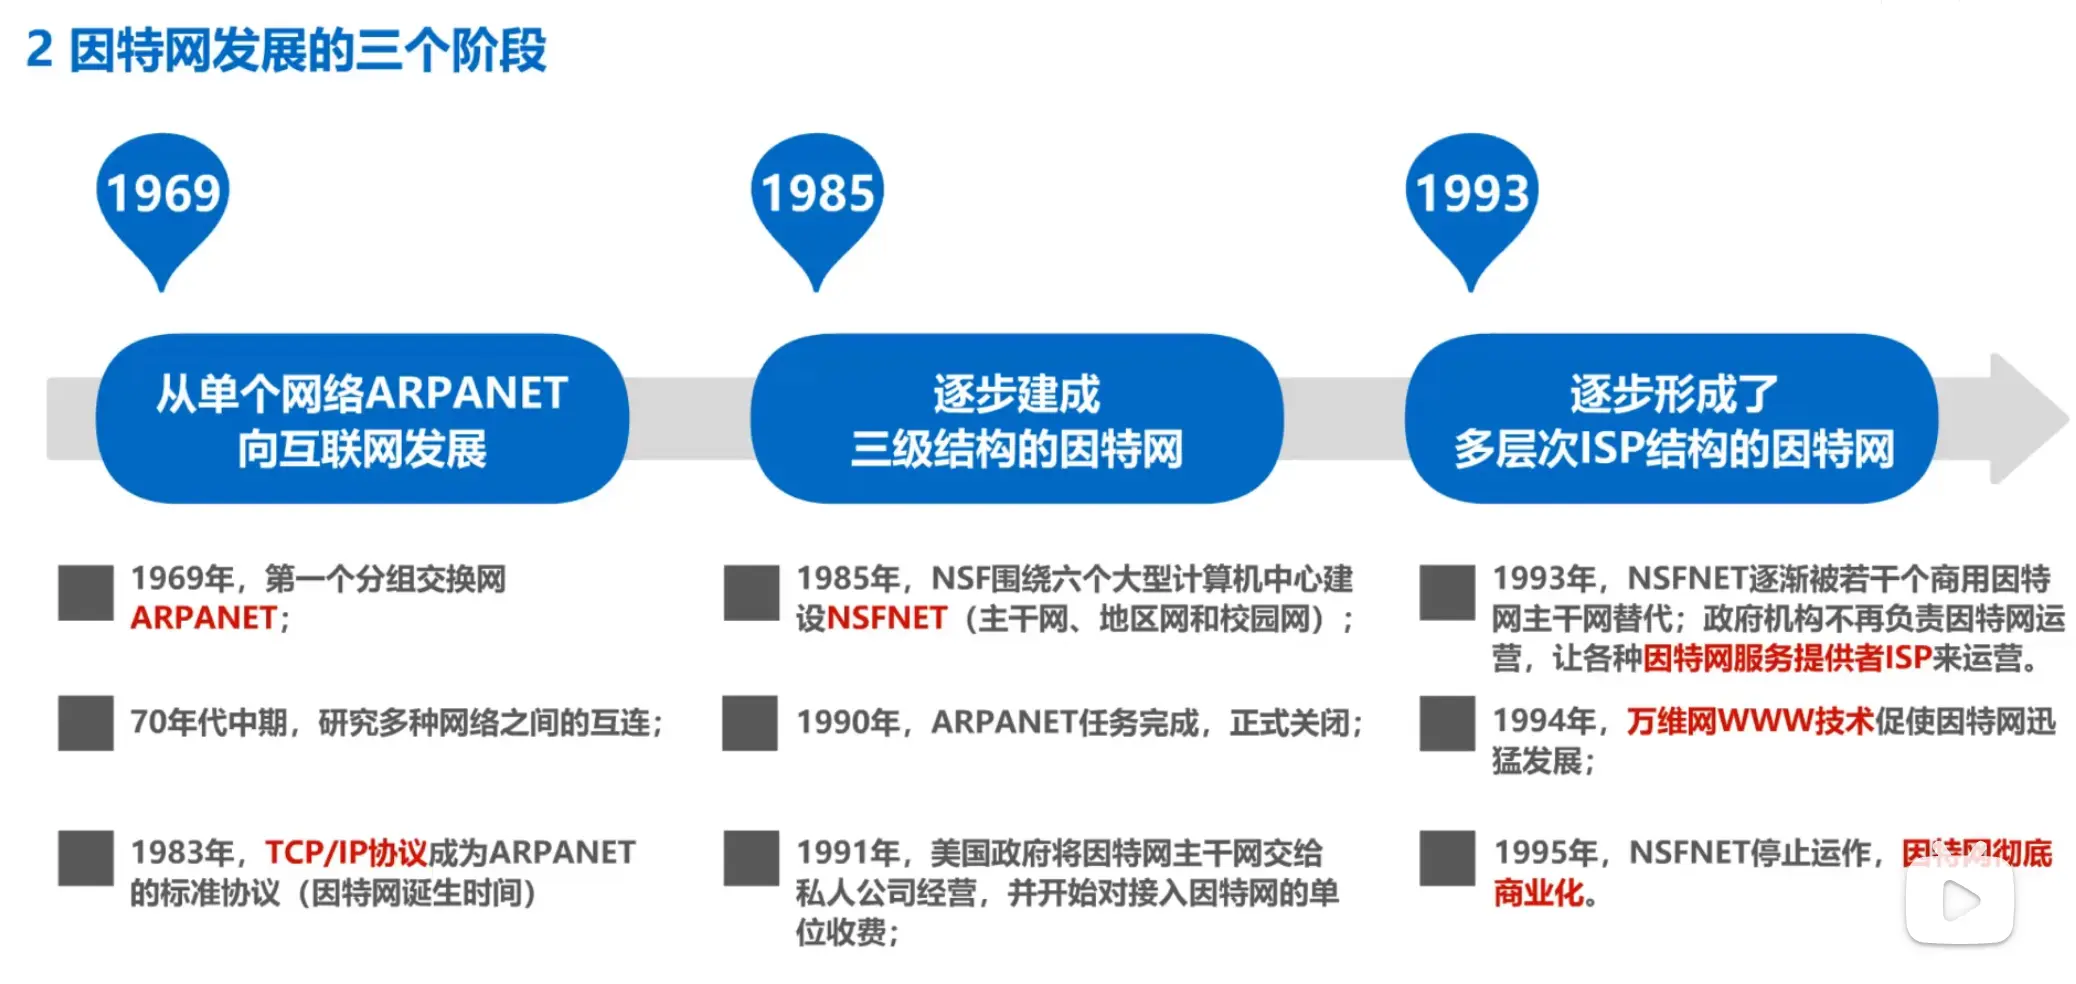 2 因特网发展的三个阶段
1969
1985
1993
从单个网络ARPANET
向互联网发展
逐步建成
三级结构的因特网
逐步形成了
多层次ISP结构的因特网
1969年，第一个分组交换网
ARPANET；
70年代中期，研究多种网络之间的互连；
1983年，TCP/IP协议成为ARPANET
的标准协议（因特网诞生时间）
1985年，NSF围绕六个大型计算机中心建
设NSFNET（主干网、地区网和校园网）；
1990年，ARPANET任务完成，正式关闭；
1991年，美国政府将因特网主干网交给
私人公司经营，并开始对接入因特网的单
位收费；
1993年，NSFNET逐渐被若干个商用因特
网主干网替代；政府机构不再负责因特网运
营，让各种因特网服务提供者ISP来运营。
1994年，万维网WWW技术促使因特网迅
猛发展；
1995年，NSFNET停止运作，因特网彻底
商业化。